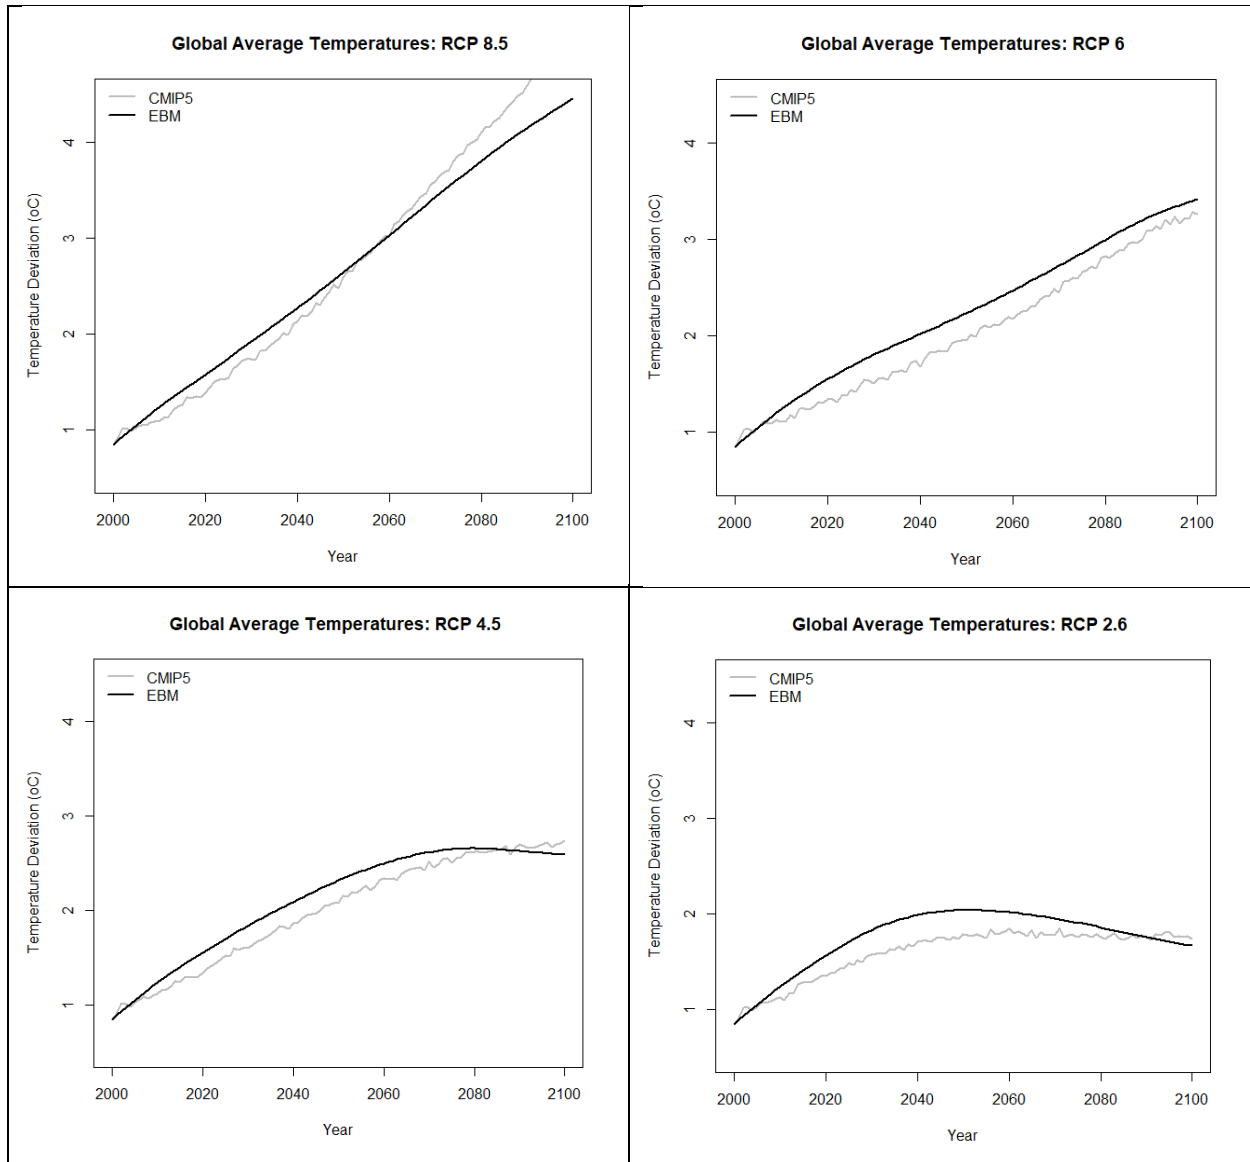 Global Average Temperatures: RCP 8.5
CMIP5
EBM
Temperature Deviation (oC)
4
3
2
1
2000 2020 2040 2060 2080 2100
Year
Global Average Temperatures: RCP 6
CMIP5
EBM
Temperature Deviation (oC)
4
3
2
1
2000 2020 2040 2060 2080 2100
Year
Global Average Temperatures: RCP 4.5
CMIP5
EBM
Temperature Deviation (oC)
4
3
2
1
2000 2020 2040 2060 2080 2100
Year
Global Average Temperatures: RCP 2.6
CMIP5
EBM
Temperature Deviation (oC)
4
3
2
1
2000 2020 2040 2060 2080 2100
Year